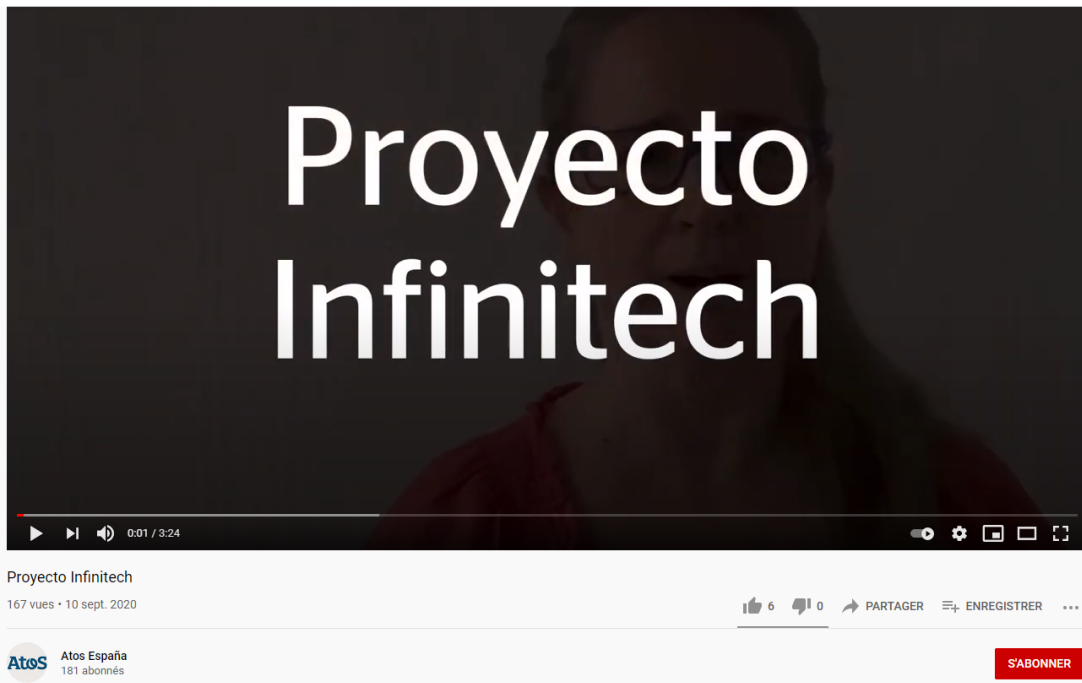 Proyecto
Infinitech
0:01 / 3:24
Proyecto Infinitech
167 vues • 10 sept. 2020
6 0 PARTAGER ENREGISTRER
Atos Atos España
181 abonnés
S'ABONNER